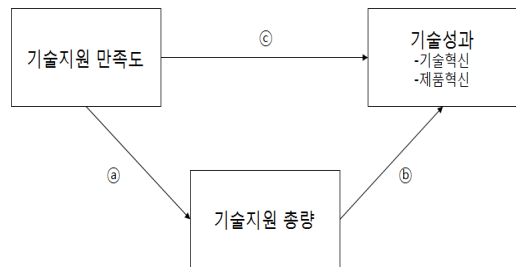 기술지원 만족도
ⓒ
기술성과
-기술혁신
-제품혁신
ⓐ
ⓑ
기술지원 총량